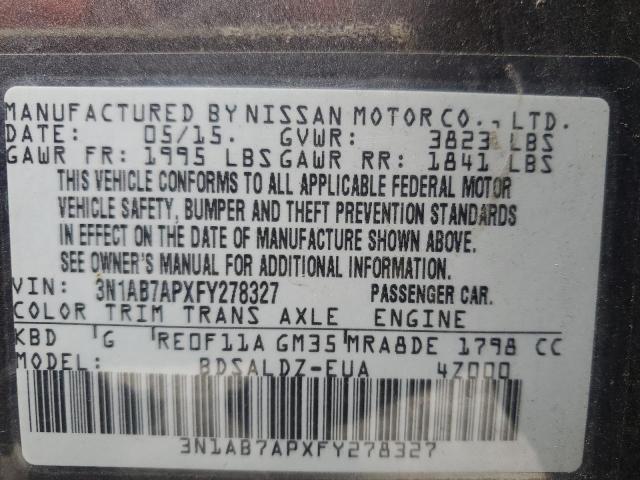 MANUFACTURED BY NISSAN MOTOR CO., LTD.
DATE: 05/15. GVWR: 3823 LBS
GAWR FR: 1995 LBS GAWR RR: 1841 LBS
THIS VEHICLE CONFORMS TO ALL APPLICABLE FEDERAL MOTOR
VEHICLE SAFETY, BUMPER AND THEFT PREVENTION STANDARDS
IN EFFECT ON THE DATE OF MANUFACTURE SHOWN ABOVE.
SEE OWNER'S MANUAL FOR ADDITIONAL INFORMATION.
VIN: 3N1AB7APXFY278327 PASSENGER CAR.
COLOR TRIM TRANS AXLE ENGINE
KBD G RE0F11A GM35 MRA8DE 1798 CC
MODEL: BDSALDZ-EUA 4Z000
3N1AB7APXFY278327